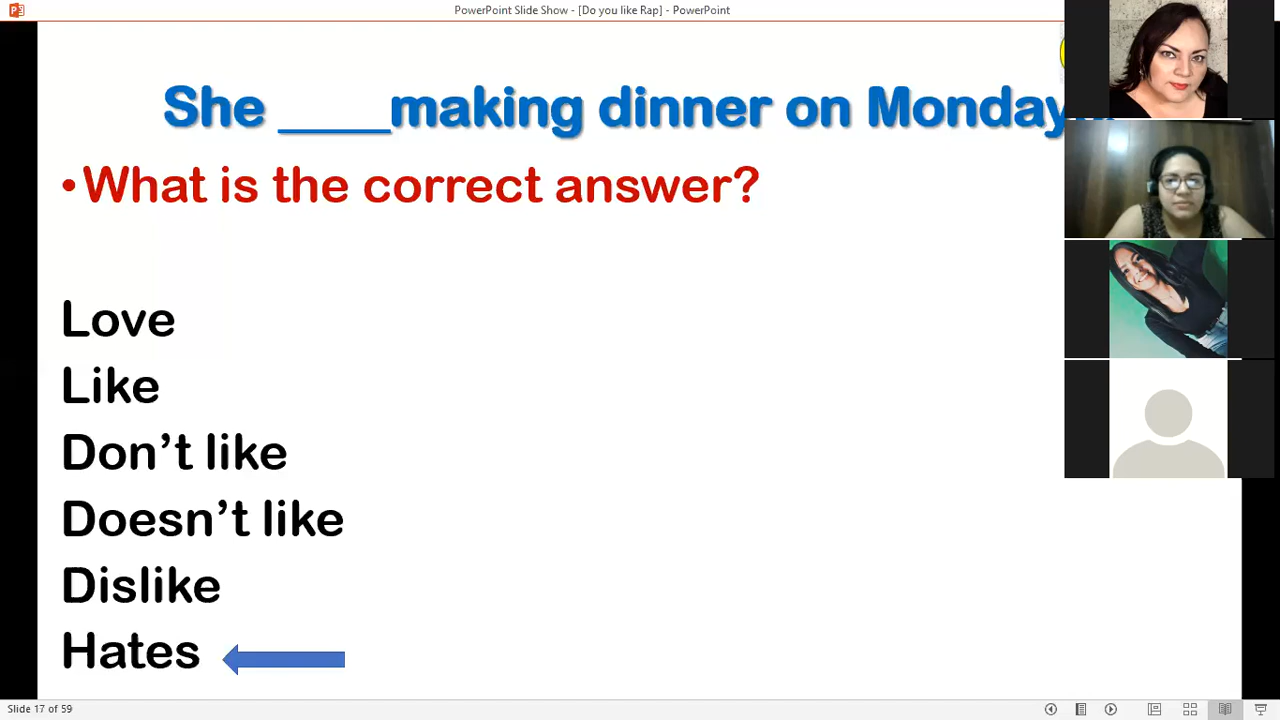 PowerPoint Slide Show - [Do you like Rap] - PowerPoint
She ____making dinner on Monday
•What is the correct answer?
Love
Like
Don’t like
Doesn’t like
Dislike
Hates
Slide 17 of 59